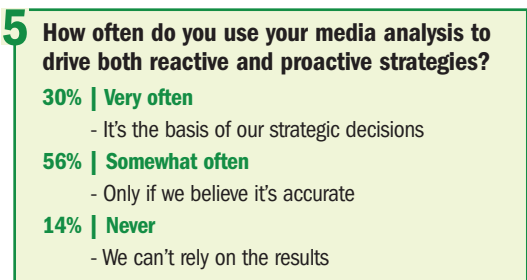 5
How often do you use your media analysis to
drive both reactive and proactive strategies?
30% | Very often
- It's the basis of our strategic decisions
56% | Somewhat often
- Only if we believe it's accurate
14% | Never
- We can't rely on the results